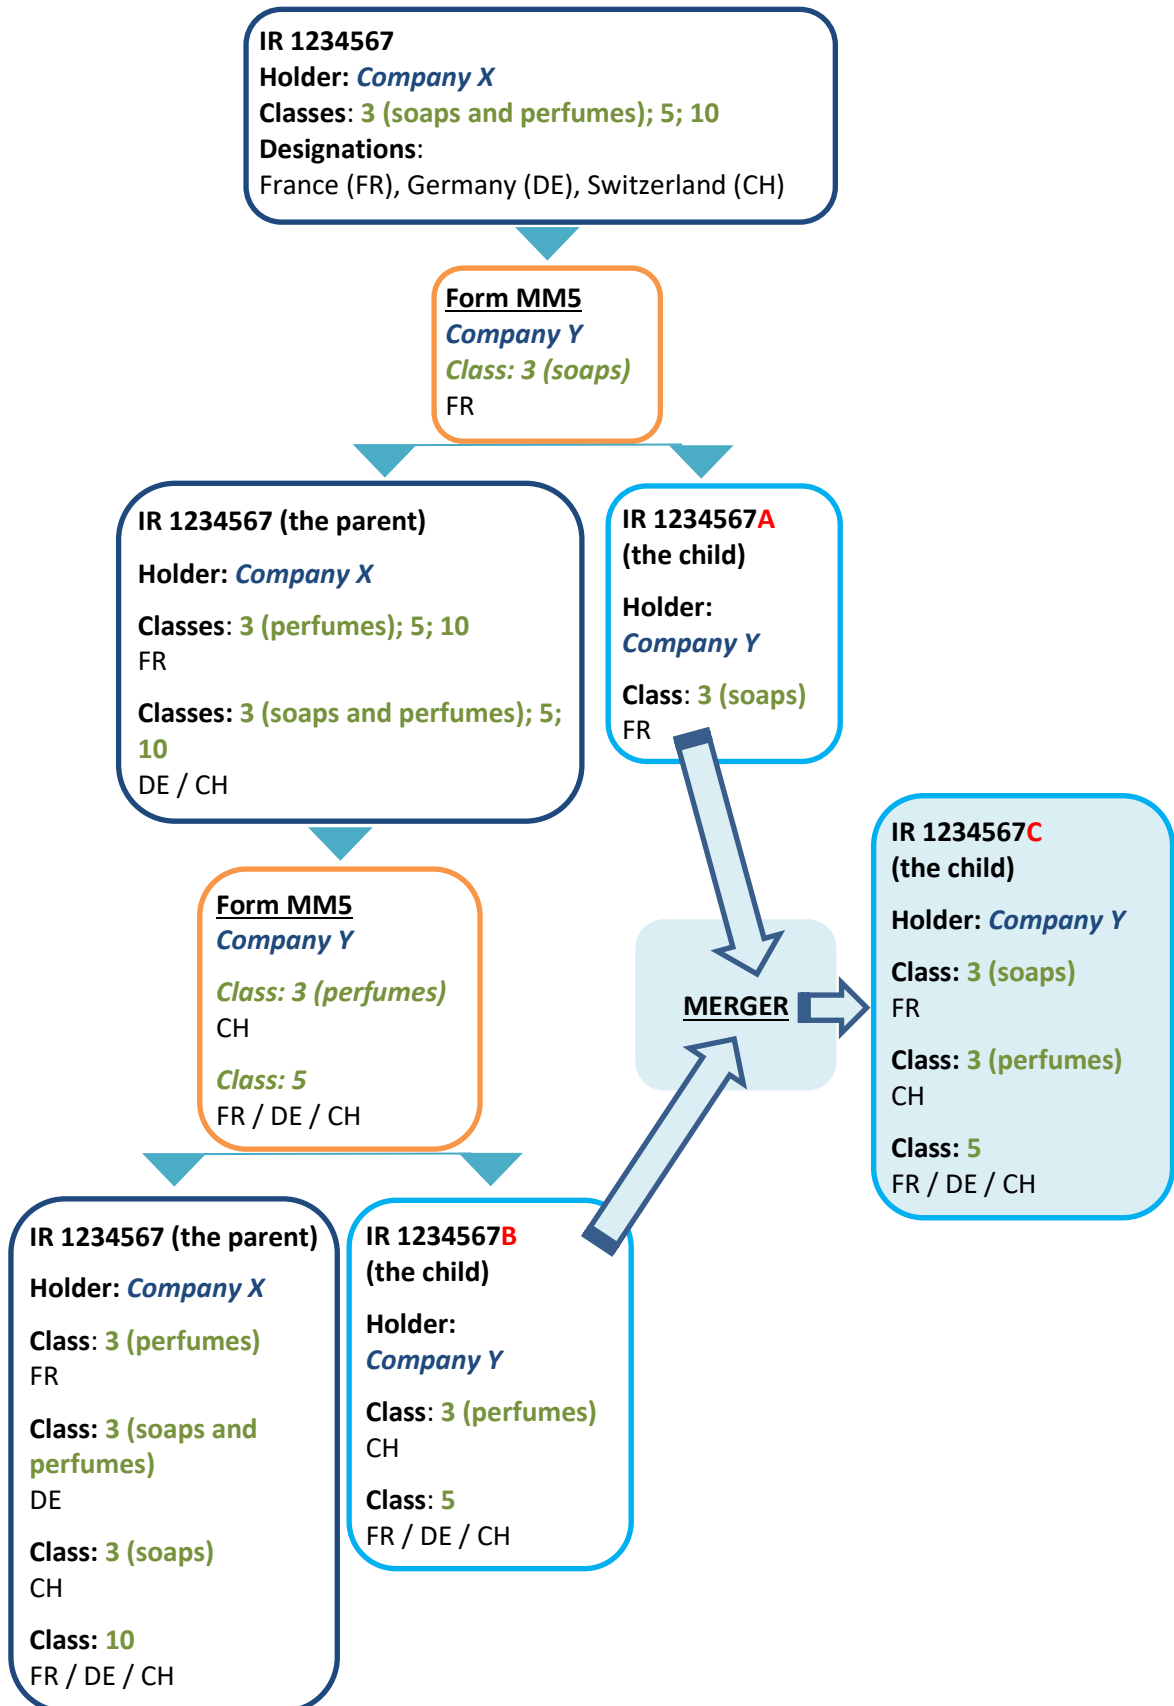 IR 1234567
Holder: Company X
Classes: 3 (soaps and perfumes); 5; 10
Designations:
France (FR), Germany (DE), Switzerland (CH)
Form MM5
Company Y
Class: 3 (soaps)
FR
IR 1234567 (the parent)
Holder: Company X
Classes: 3 (perfumes); 5; 10
FR
Classes: 3 (soaps and perfumes); 5;
10
DE / CH
IR 1234567A
(the child)
Holder:
Company Y
Class: 3 (soaps)
FR
Form MM5
Company Y
Class: 3 (perfumes)
CH
Class: 5
FR / DE / CH
MERGER
IR 1234567C
(the child)
Holder: Company Y
Class: 3 (soaps)
FR
Class: 3 (perfumes)
CH
Class: 5
FR / DE / CH
IR 1234567 (the parent)
Holder: Company X
Class: 3 (perfumes)
FR
Class: 3 (soaps and
perfumes)
DE
Class: 3 (soaps)
CH
Class: 10
FR / DE / CH
IR 1234567B
(the child)
Holder:
Company Y
Class: 3 (perfumes)
CH
Class: 5
FR / DE / CH